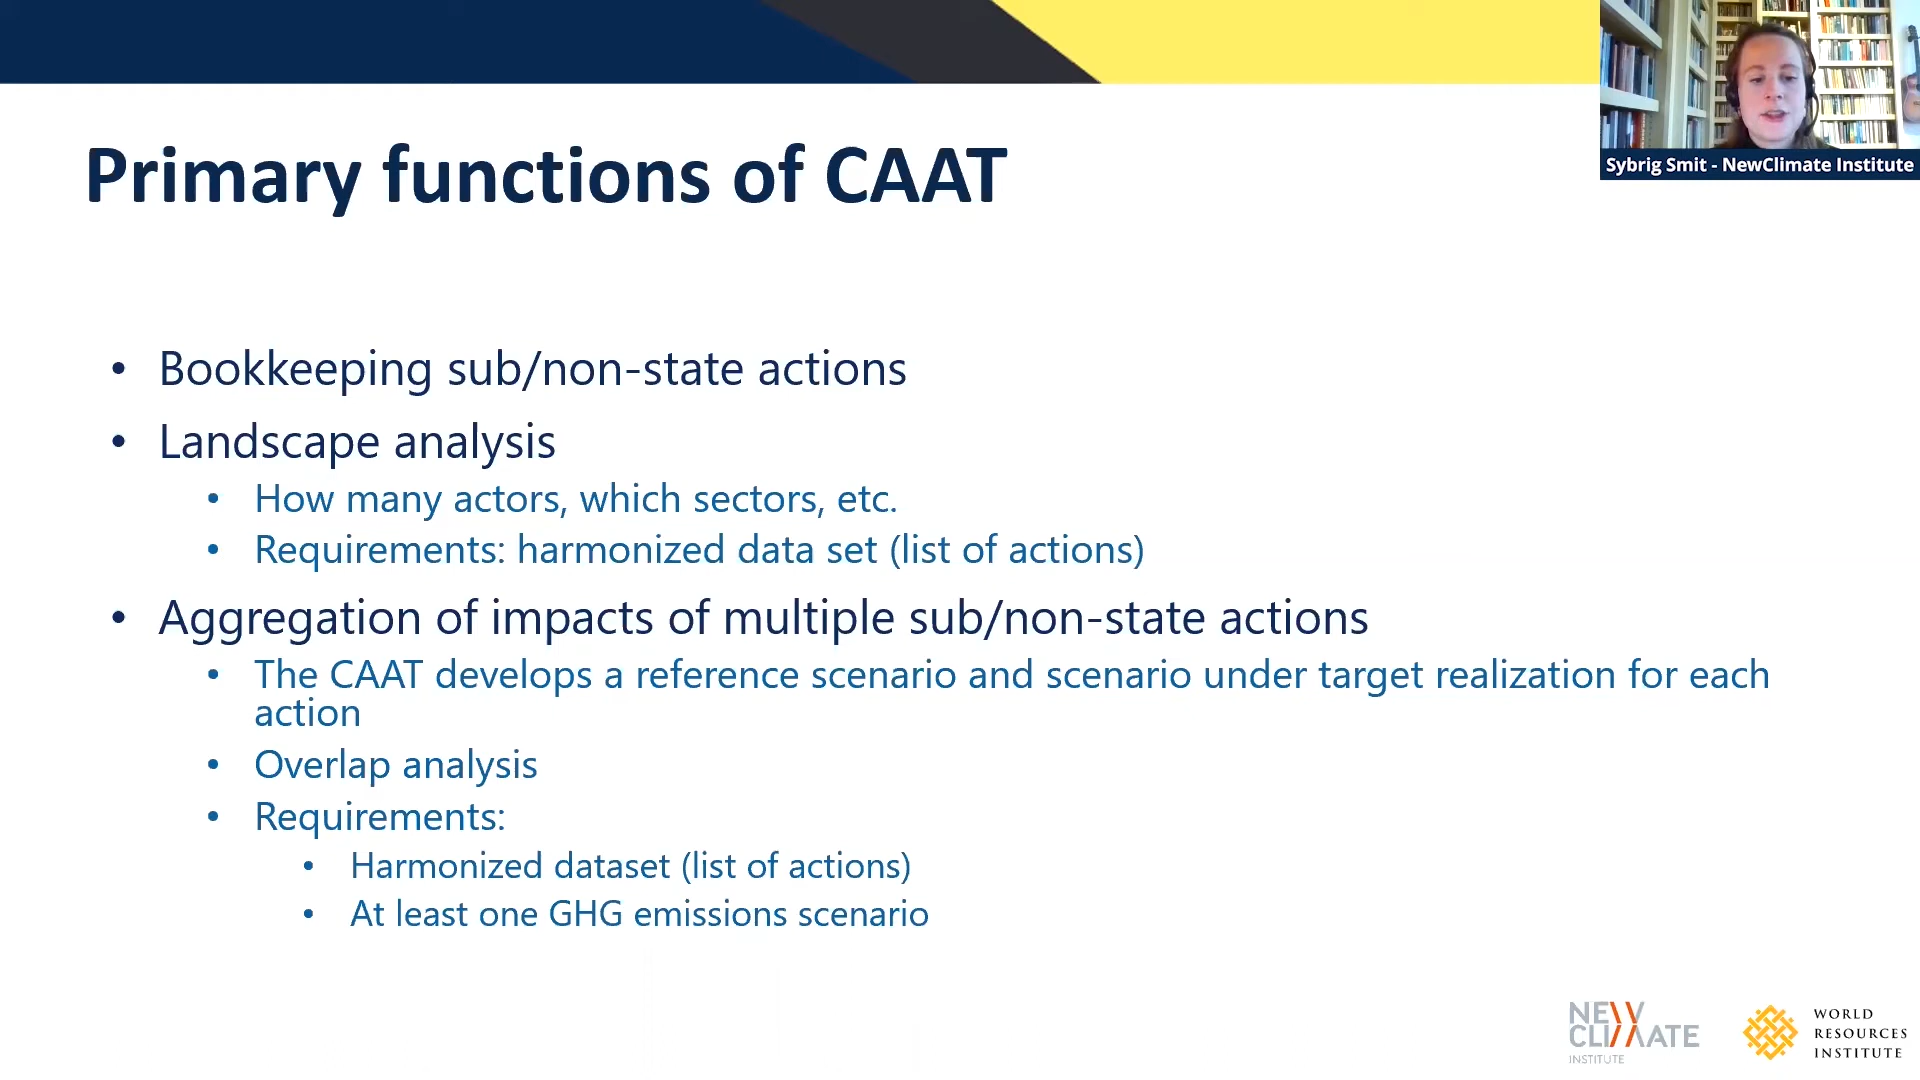 Sybrig Smit - NewClimate Institute
Primary functions of CAAT
• Bookkeeping sub/non-state actions
• Landscape analysis
• How many actors, which sectors, etc.
• Requirements: harmonized data set (list of actions)
• Aggregation of impacts of multiple sub/non-state actions
• The CAAT develops a reference scenario and scenario under target realization for each
action
• Overlap analysis
• Requirements:
• Harmonized dataset (list of actions)
• At least one GHG emissions scenario
NEW
CLIMATE
INSTITUTE
WORLD
RESOURCES
INSTITUTE